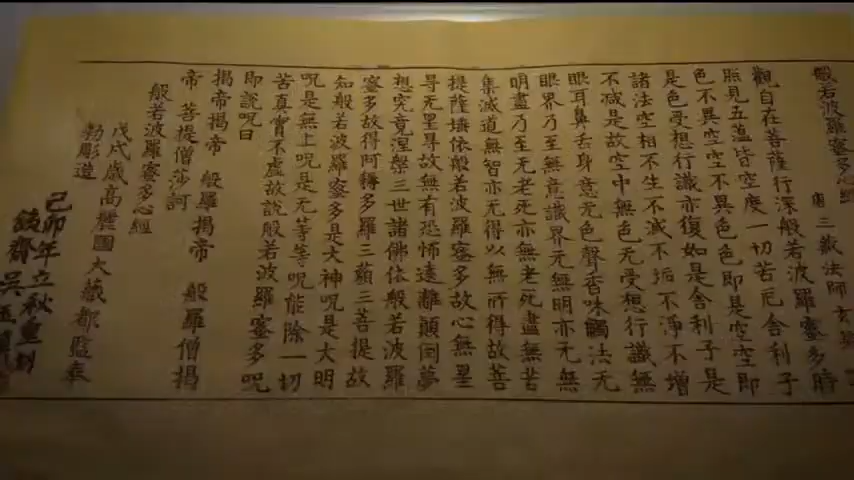 般若波羅蜜多心經
唐三藏法師玄奘
觀自在菩薩行深般若波羅蜜多時
照見五蘊皆空度一切苦厄舍利子
色不異空空不異色色即是空空即
是色受想行識亦復如是舍利子是
諸法空相不生不滅不垢不淨不增
不减是故空中無色无受想行識無
眼耳鼻舌身意无色聲香味觸法无
眼界乃至無意識界无無明亦无無
明盡乃至无老死亦無老死盡無苦
集滅道無智亦无得以無所得故菩
提薩埵依般若波羅蜜多故心無罣
㝵无罣㝵故無有恐怖遠離顛倒夢
想究竟涅槃三世諸佛依般若波羅
蜜多故得阿耨多羅三藐三菩提故
知般若波羅蜜多是大神呪是大明
呪是無上呪是无等等呪能除一切
苦真實不虛故說般若波羅蜜多呪
即說呪曰
揭帝揭帝 般羅揭帝 般羅僧揭
帝 菩提僧莎訶
般若波羅蜜多心經
戊戌歲高麗國大藏都監奉
勅彫造
己卯年立秋重刻
鐵齋 吳玉